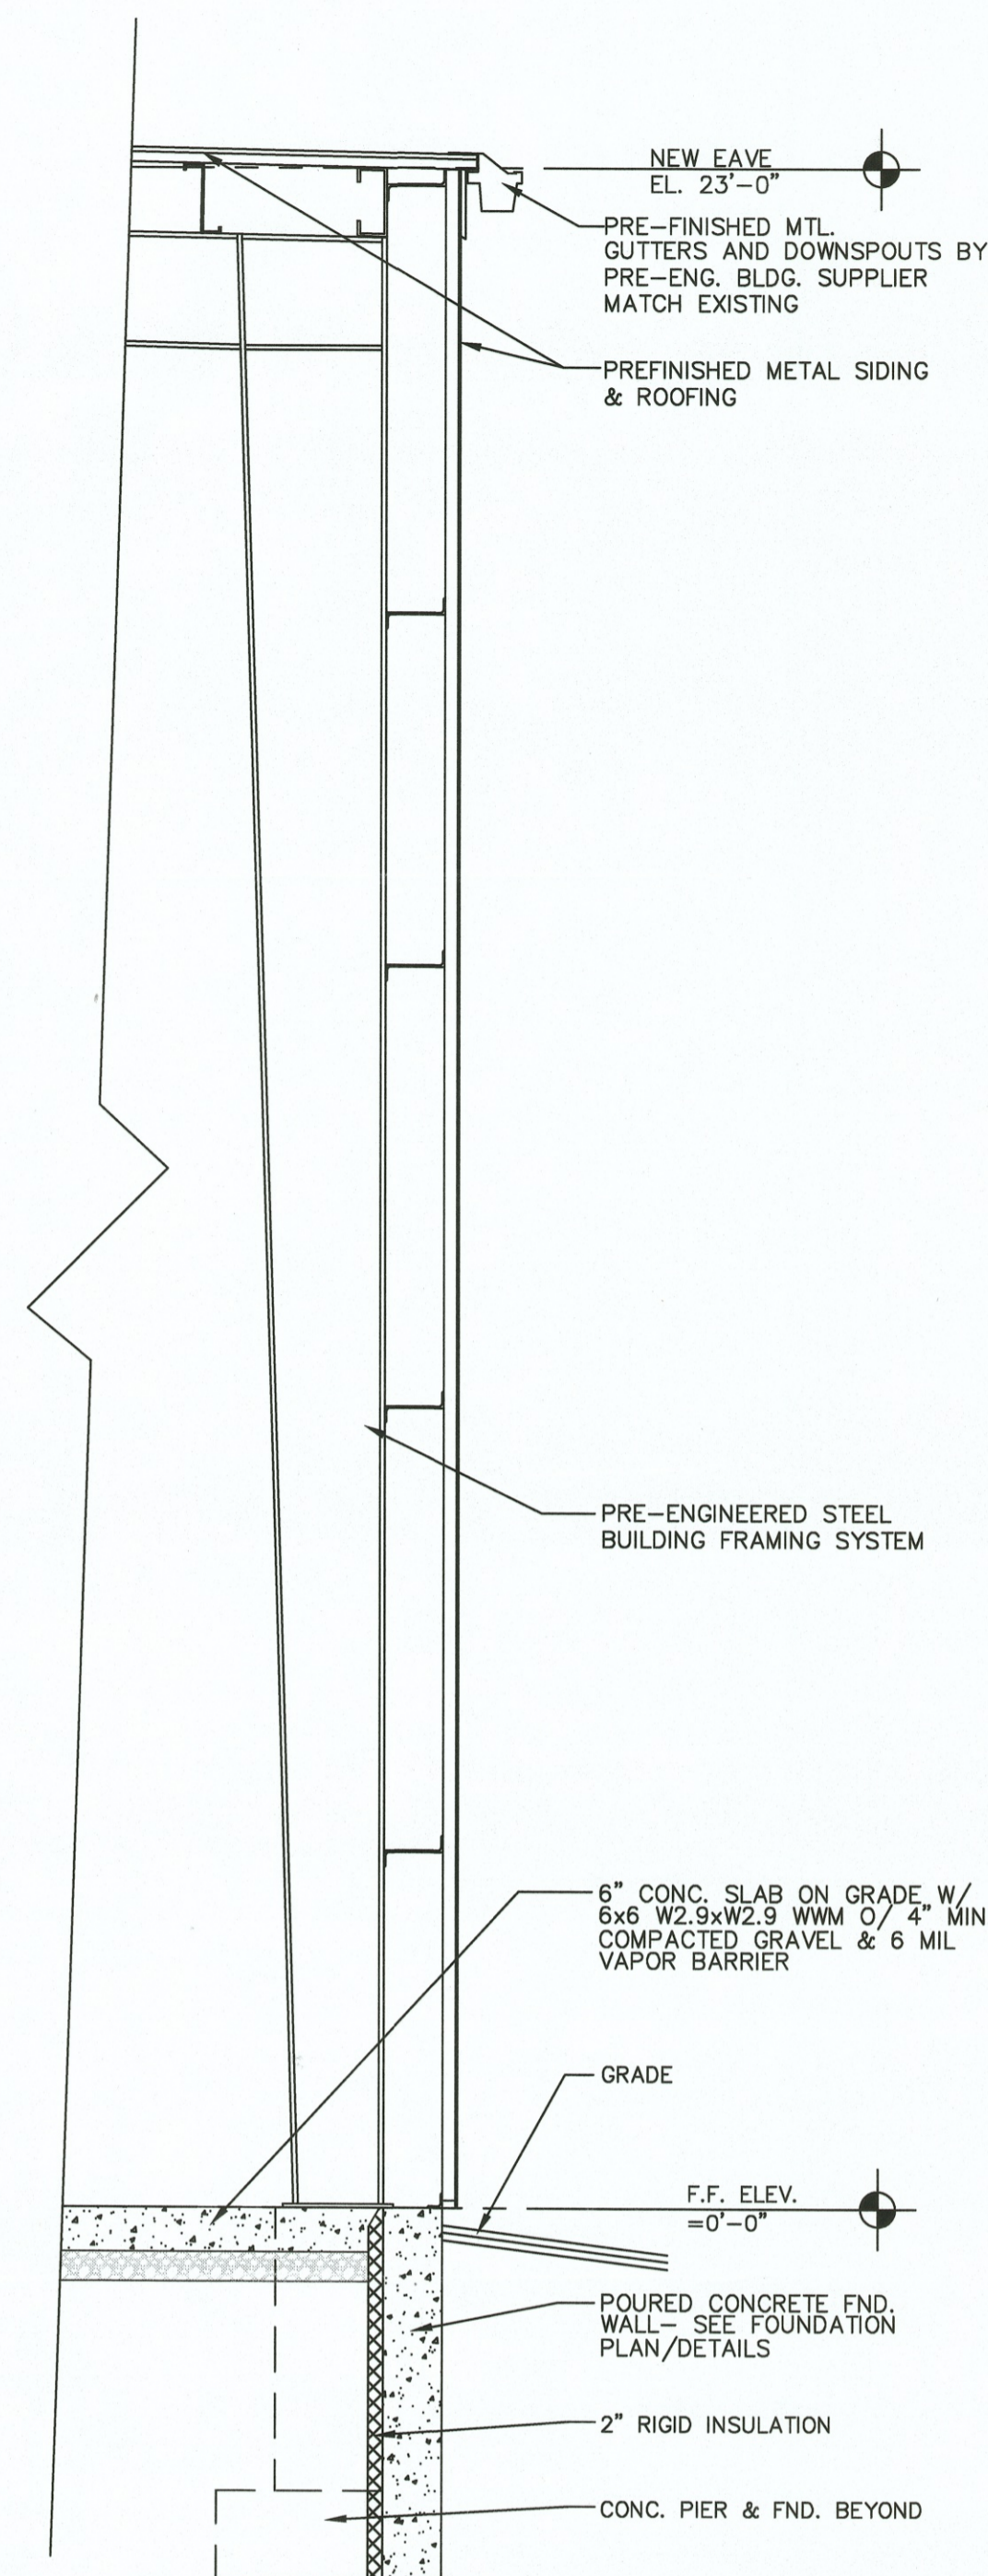 NEW EAVE
EL. 23'-0"
PRE-FINISHED MTL.
GUTTERS AND DOWNSPOUTS BY
PRE-ENG. BLDG. SUPPLIER
MATCH EXISTING
PREFINISHED METAL SIDING
& ROOFING
PRE-ENGINEERED STEEL
BUILDING FRAMING SYSTEM
6" CONC. SLAB ON GRADE W/
6x6 W2.9xW2.9 WWM O/ 4" MIN
COMPACTED GRAVEL & 6 MIL
VAPOR BARRIER
GRADE
F.F. ELEV.
=0'-0"
POURED CONCRETE FND.
WALL- SEE FOUNDATION
PLAN/DETAILS
2" RIGID INSULATION
CONC. PIER & FND. BEYOND